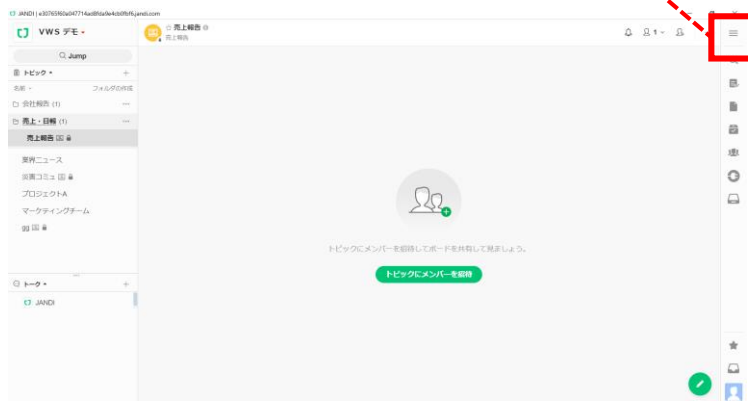 JANDI | e30765f60a047714ad8fda9e4cb0fbf6.jandi.com
VWS デモ
売上報告
売上報告
1
Jump
トピック
名前
フォルダの作成
会社報告 (1)
売上・日報 (1)
売上報告
業界ニュース
災害コミュ
プロジェクトA
マーケティングチーム
gg
トピックにメンバーを招待してボードを共有して見ましょう。
トピックにメンバーを招待
トーク
JANDI